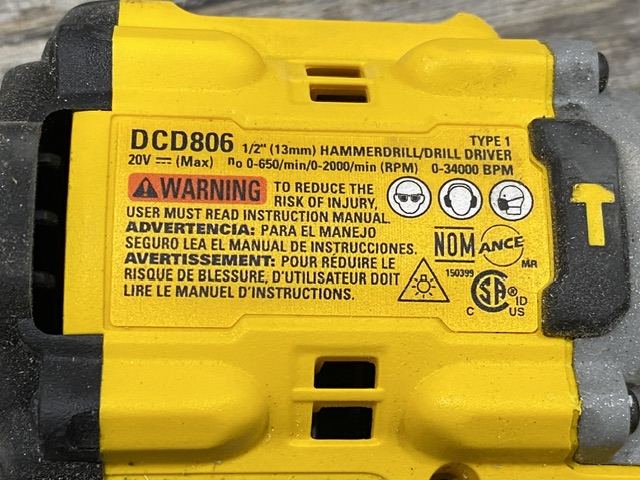 DCD806 1/2" (13mm) HAMMERDRILL/DRILL DRIVER TYPE 1
20V ⎓ (Max) n₀ 0-650/min/0-2000/min (RPM) 0-34000 BPM
WARNING TO REDUCE THE
RISK OF INJURY,
USER MUST READ INSTRUCTION MANUAL.
ADVERTENCIA: PARA EL MANEJO
SEGURO LEA EL MANUAL DE INSTRUCCIONES.
AVERTISSEMENT: POUR RÉDUIRE LE
RISQUE DE BLESSURE, D'UTILISATEUR DOIT
LIRE LE MANUEL D'INSTRUCTIONS.
NOM ANCE MR
150399
C SA ® ID
C US